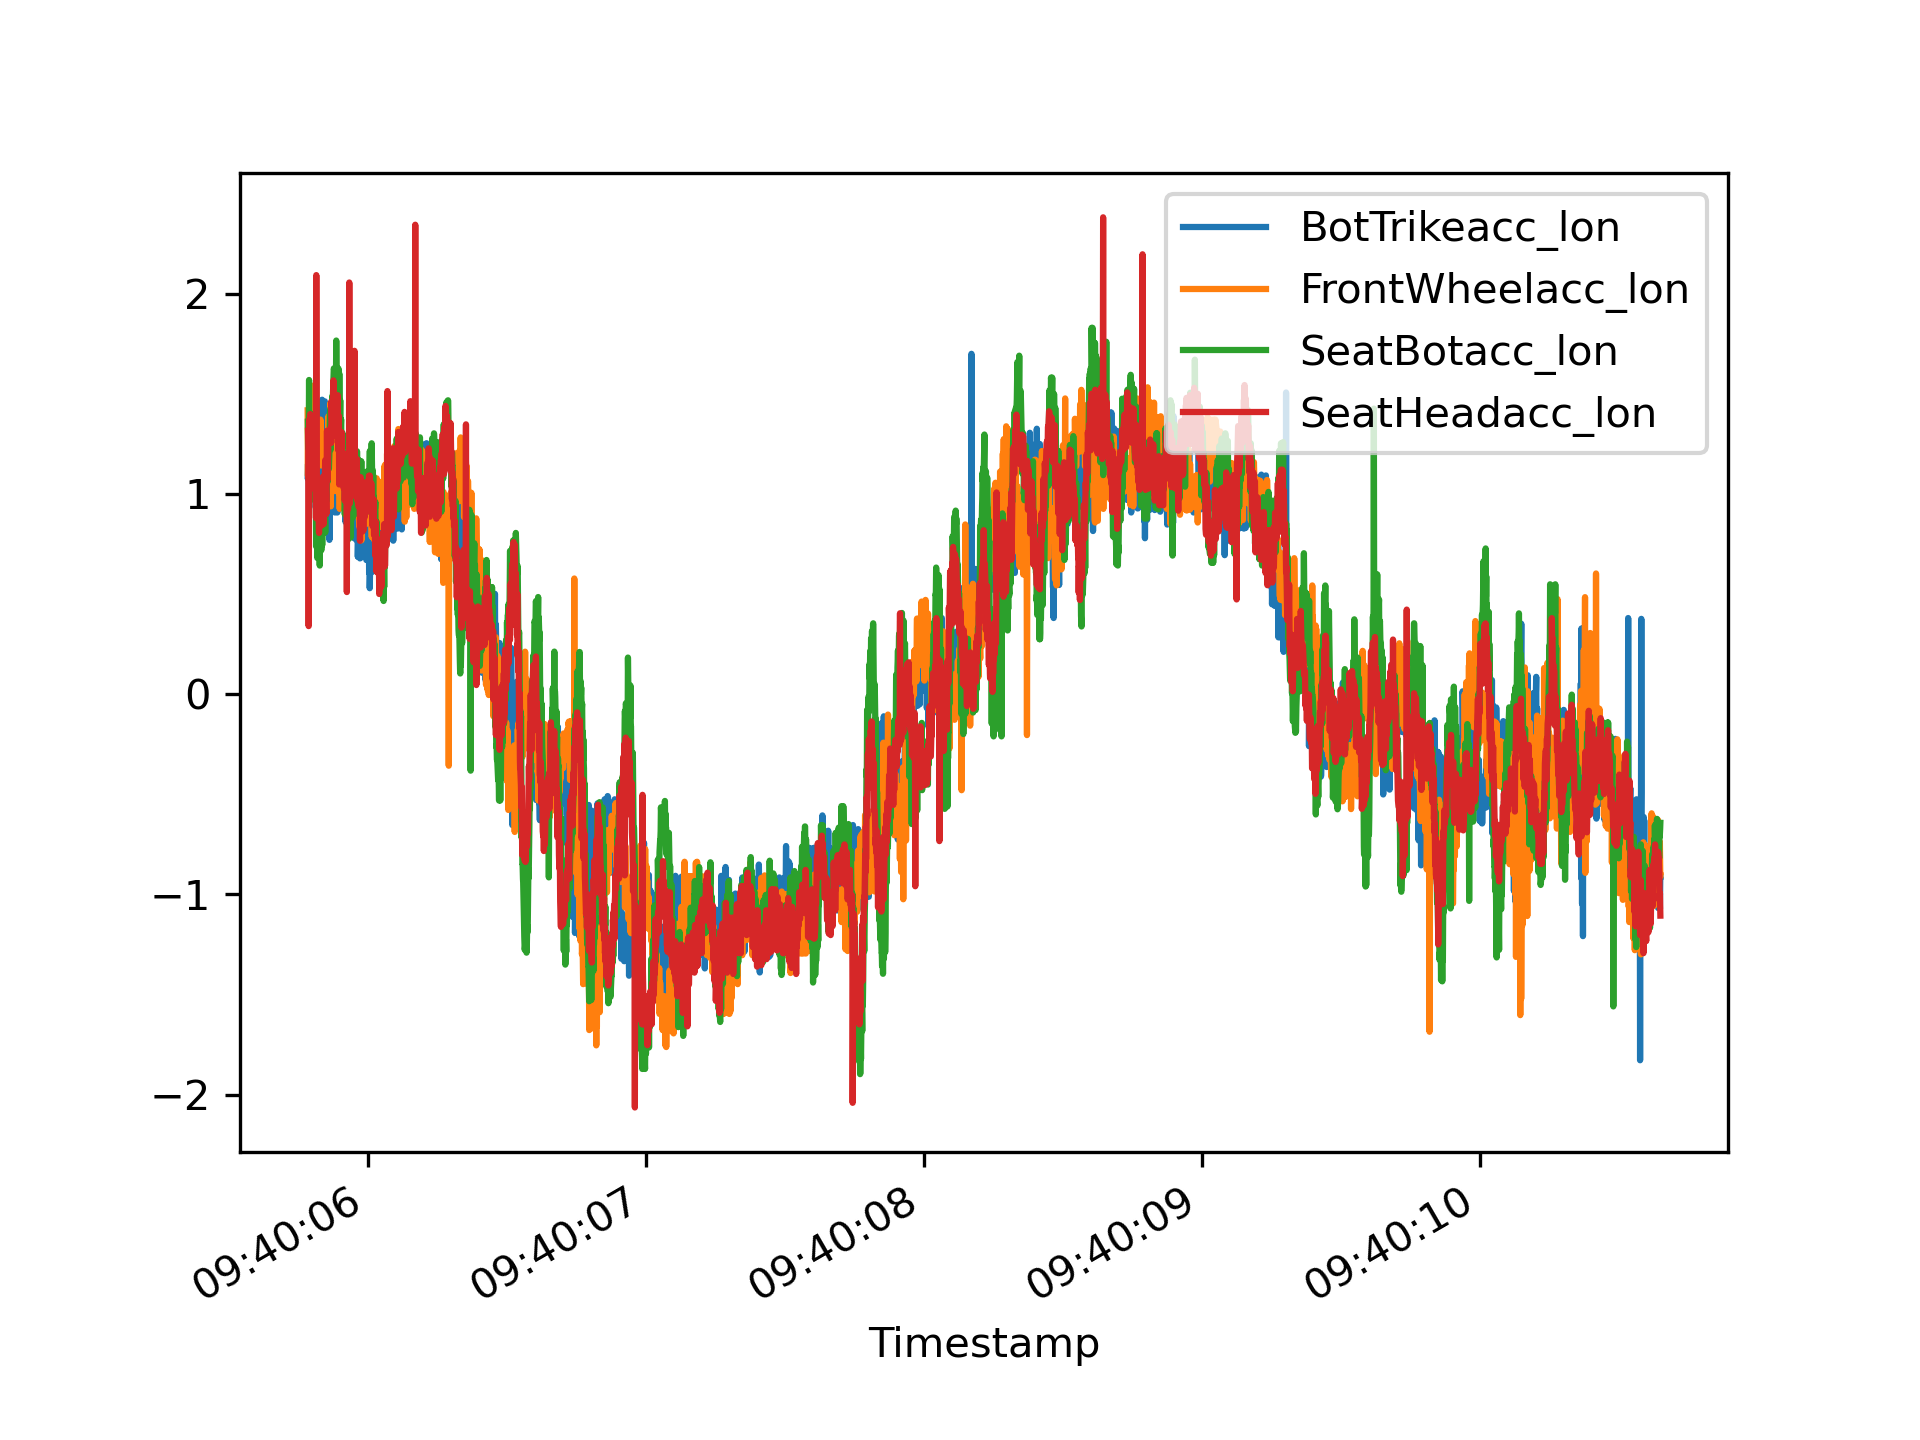 BotTrikeacc_lon
FrontWheelacc_lon
SeatBotacc_lon
SeatHeadacc_lon
2
1
0
−1
−2
09:40:06
09:40:07
09:40:08
09:40:09
09:40:10
Timestamp